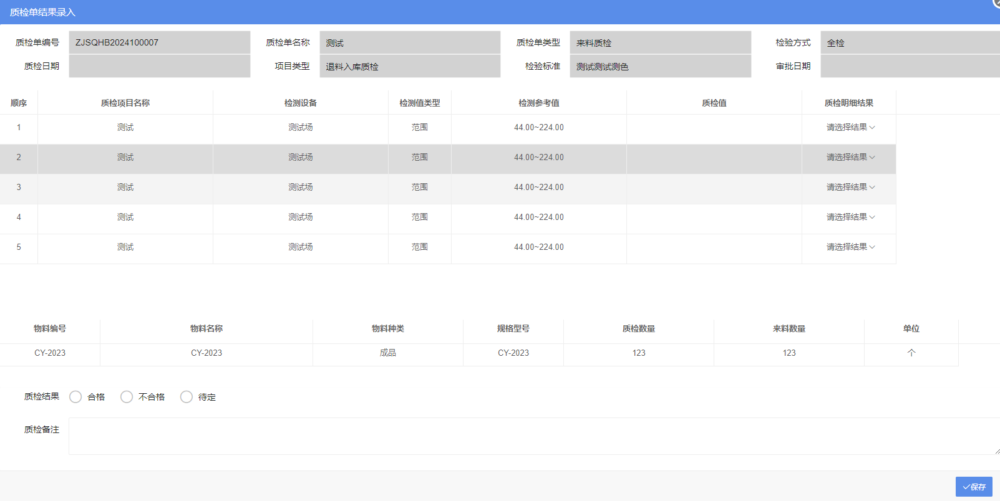 质检单结果录入
质检单编号 ZJSQHB2024100007 质检单名称 测试 质检单类型 来料质检 检验方式 全检
质检日期 项目类型 退料入库质检 检验标准 测试测试测色 审批日期
顺序 质检项目名称 检测设备 检测值类型 检测参考值 质检值 质检明细结果
1 测试 测试场 范围 44.00~224.00 请选择结果
2 测试 测试场 范围 44.00~224.00 请选择结果
3 测试 测试场 范围 44.00~224.00 请选择结果
4 测试 测试场 范围 44.00~224.00 请选择结果
5 测试 测试场 范围 44.00~224.00 请选择结果
物料编号 物料名称 物料种类 规格型号 质检数量 来料数量 单位
CY-2023 CY-2023 成品 CY-2023 123 123 个
质检结果 合格 不合格 待定
质检备注
保存